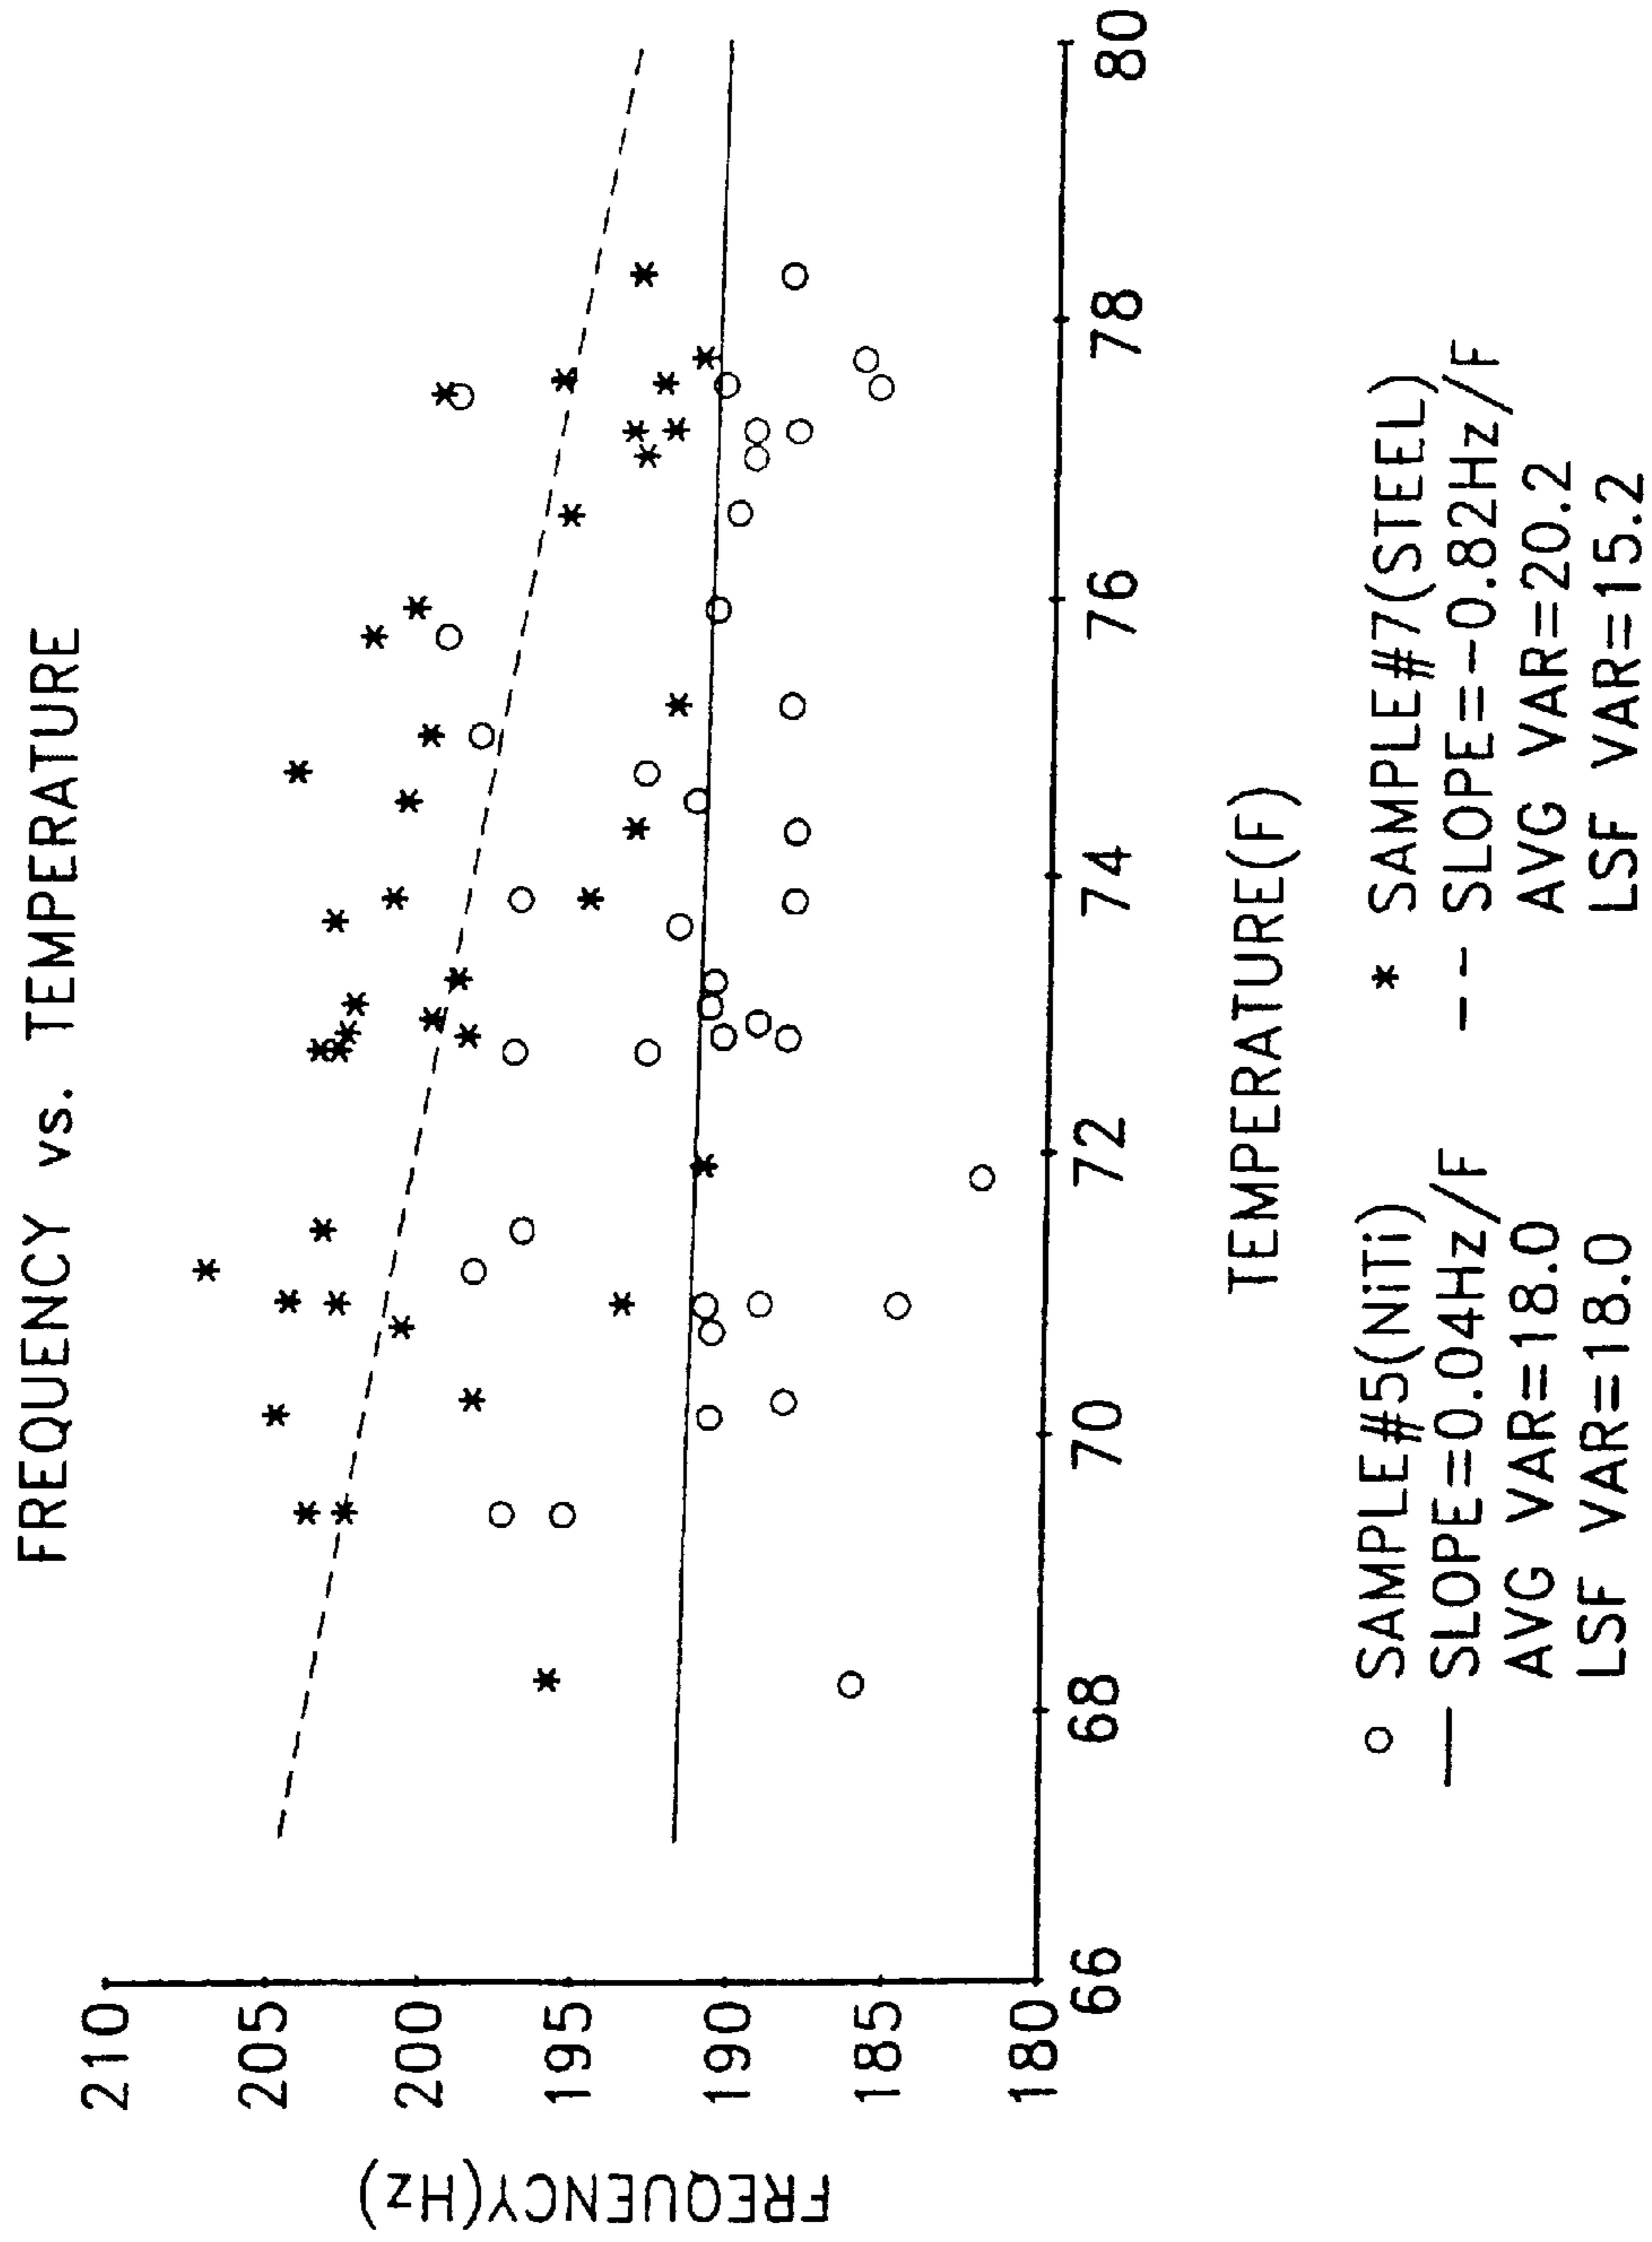 FREQUENCY vs. TEMPERATURE
FREQUENCY(Hz)
210
205
200
195
190
185
180
66
68
70
72
74
76
78
80
TEMPERATURE(F)
○ SAMPLE#5(NiTi)
— SLOPE=0.04Hz/F
AVG VAR=18.0
LSF VAR=18.0
* SAMPLE#7(STEEL)
-- SLOPE=-0.82Hz/F
AVG VAR=20.2
LSF VAR=15.2